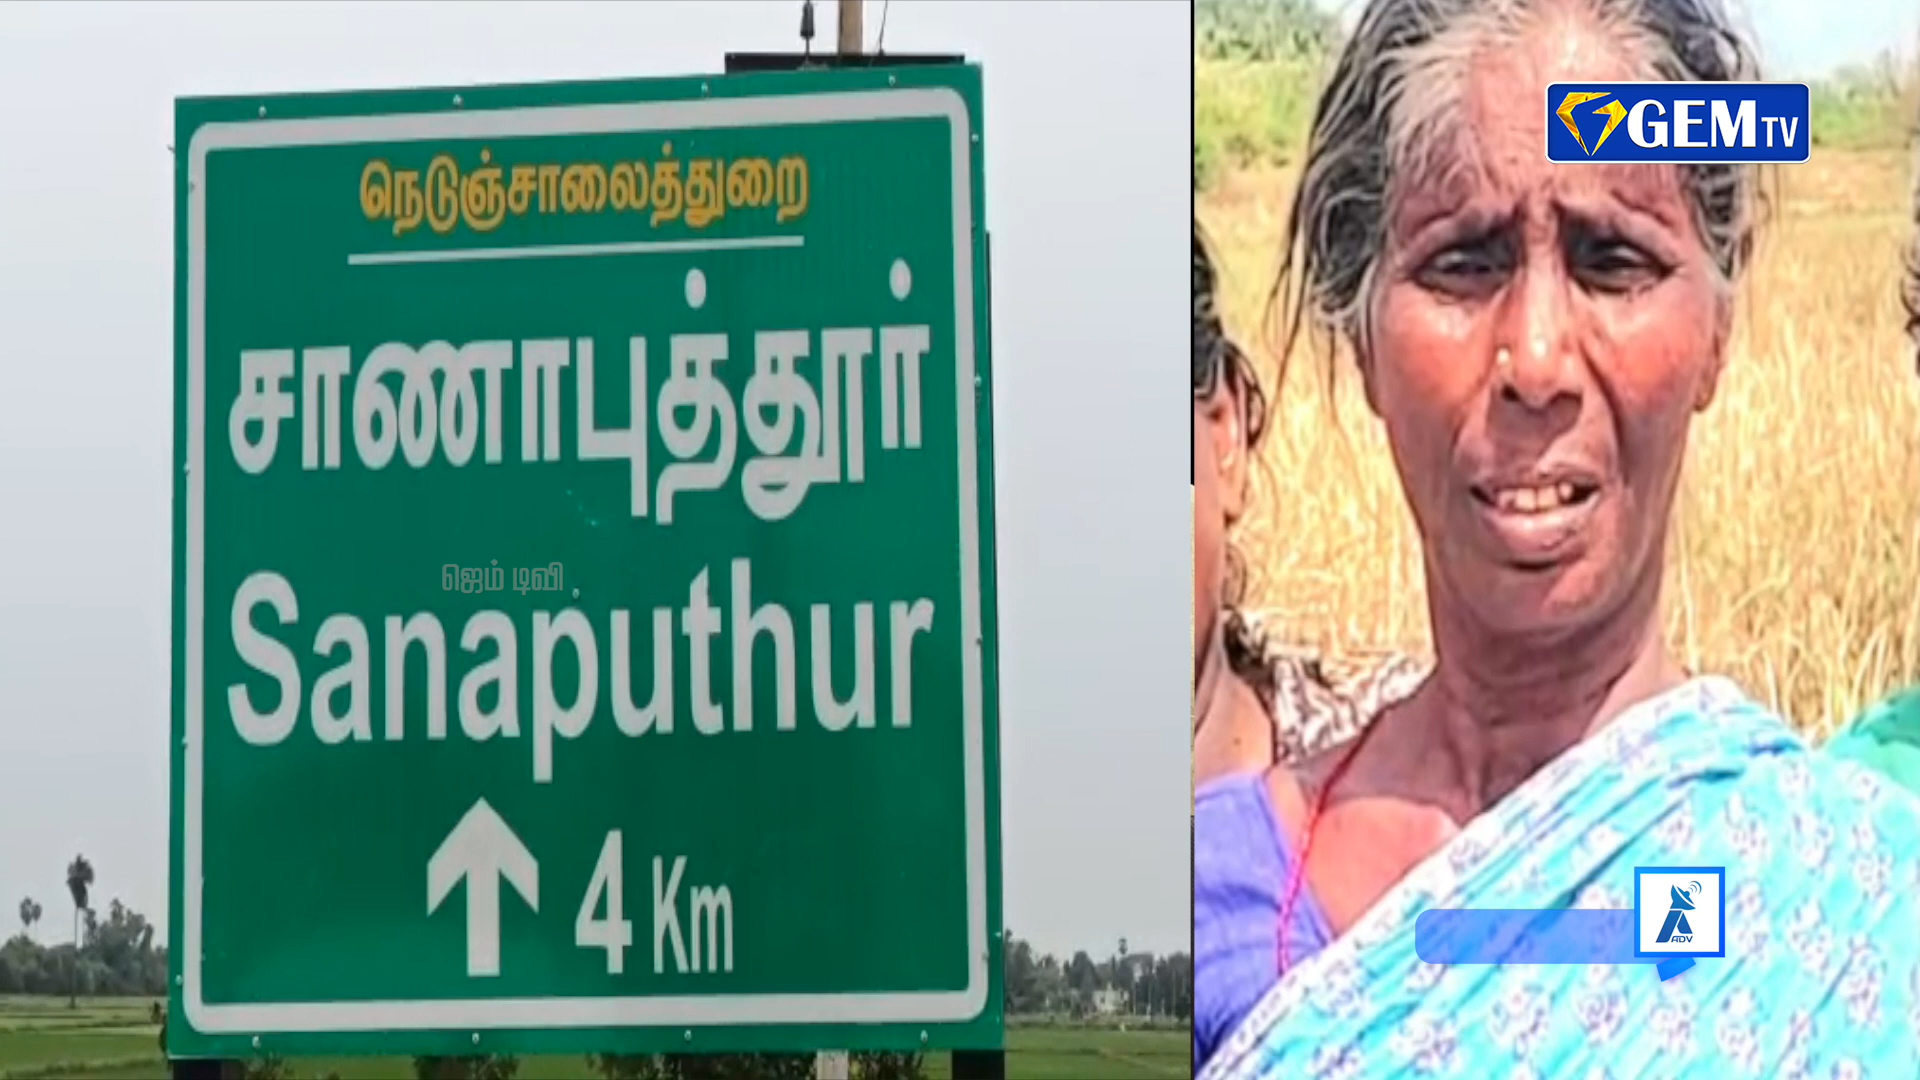 நெடுஞ்சாலைத்துறை
சாணாபுத்தூர்
ஜெம் டிவி
Sanaputhur
4 Km
GEM TV
ADV